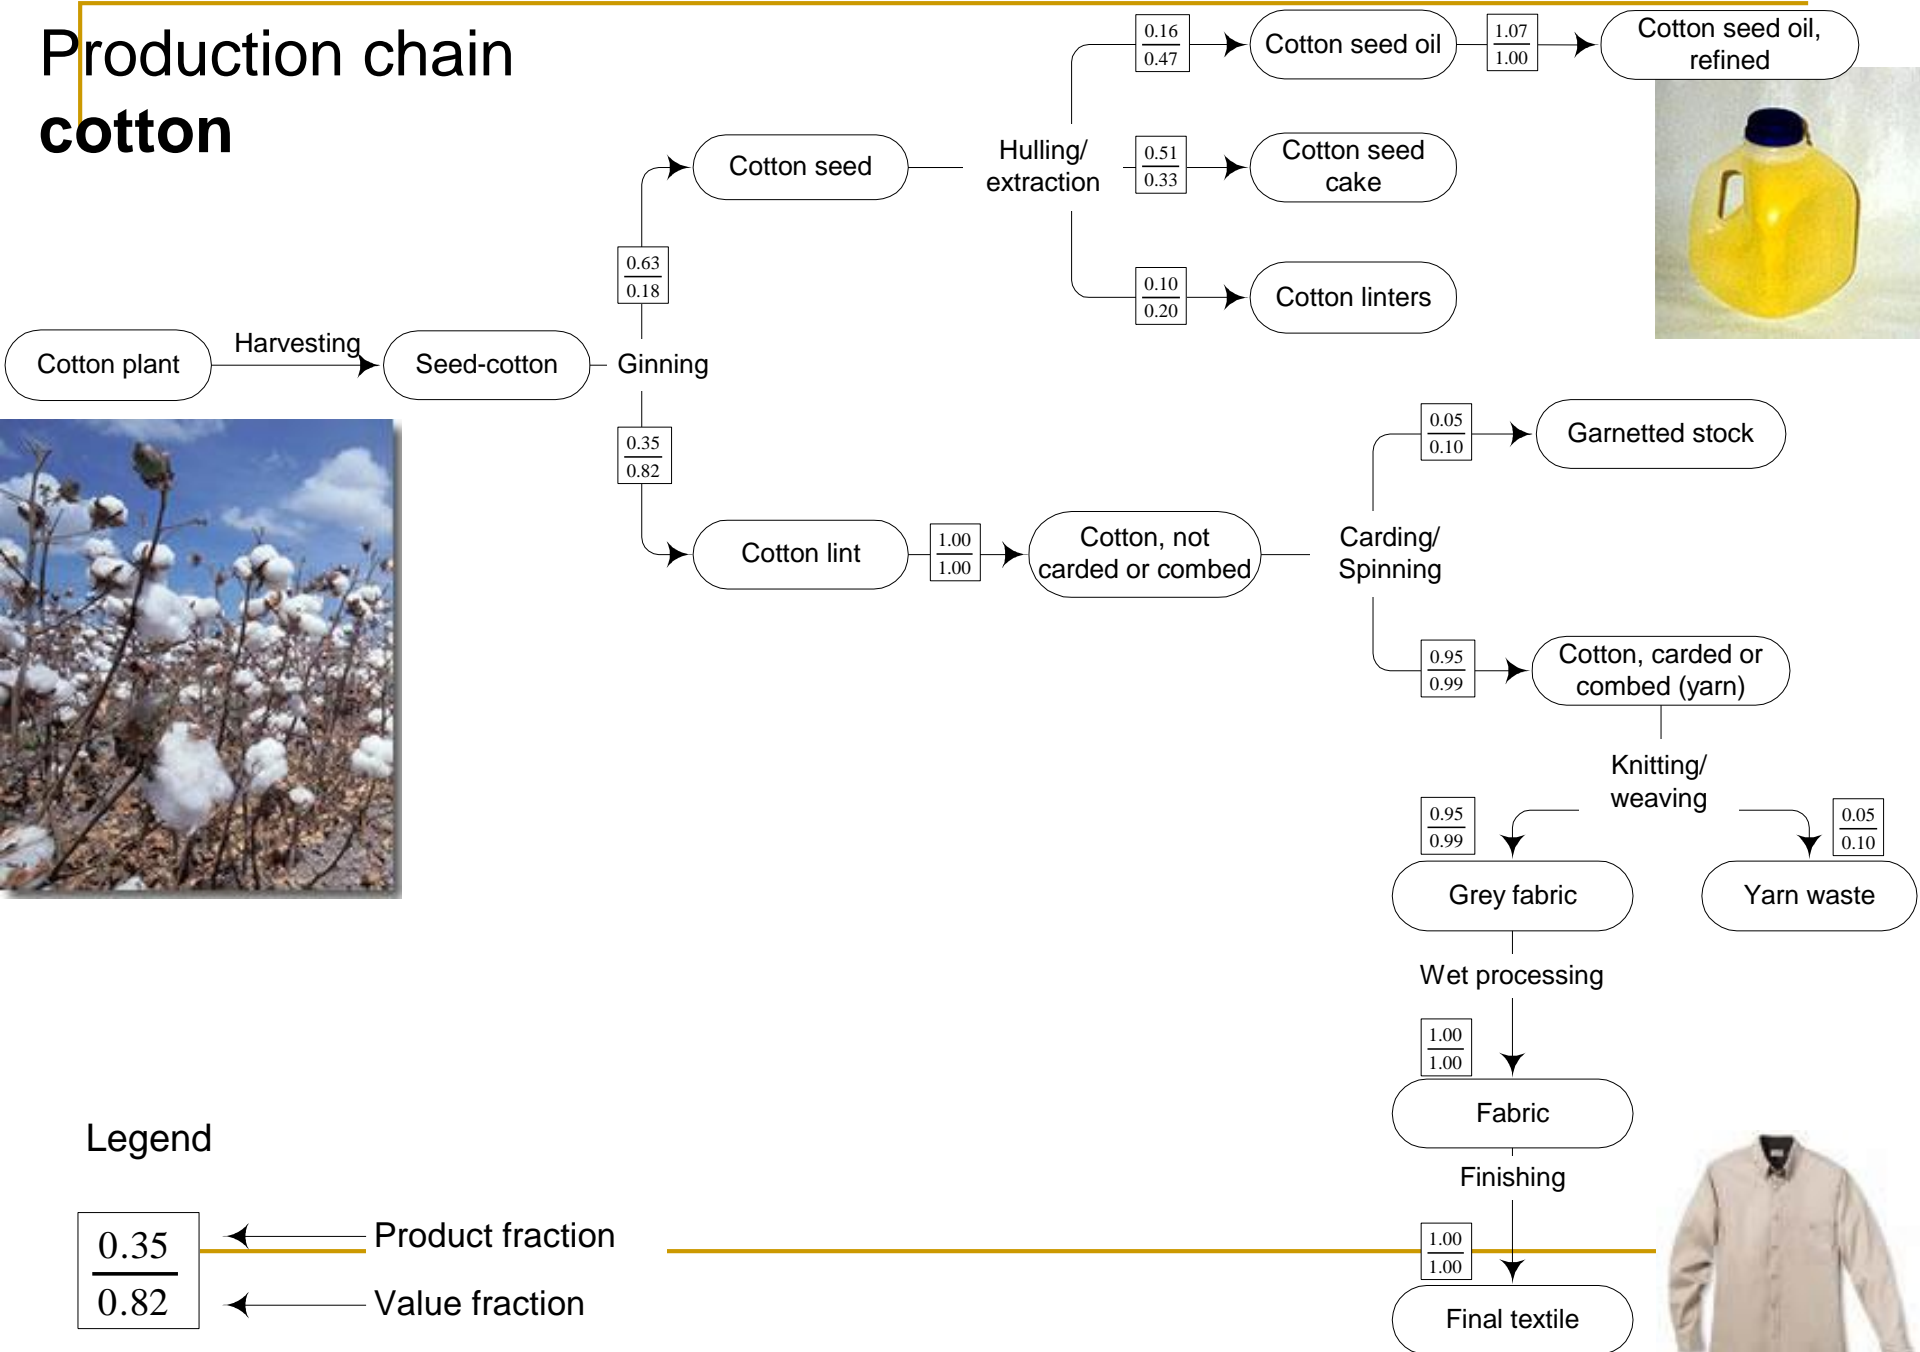 Production chain
cotton
0.16
0.47
Cotton seed oil
1.07
1.00
Cotton seed oil,
refined
Cotton seed
Hulling/
extraction
0.51
0.33
Cotton seed
cake
0.63
0.18
0.10
0.20
Cotton linters
Cotton plant
Harvesting
Seed-cotton
Ginning
0.35
0.82
0.05
0.10
Garnetted stock
Cotton lint
1.00
1.00
Cotton, not
carded or combed
Carding/
Spinning
0.95
0.99
Cotton, carded or
combed (yarn)
Knitting/
weaving
0.95
0.99
0.05
0.10
Grey fabric
Yarn waste
Wet processing
1.00
1.00
Fabric
Finishing
1.00
1.00
Final textile
Legend
0.35
0.82
Product fraction
Value fraction